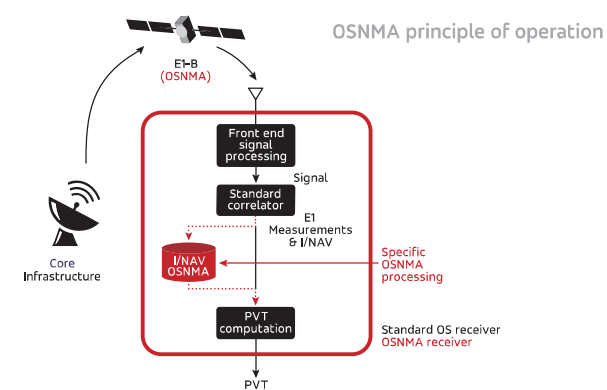 OSNMA principle of operation
E1-B
(OSNMA)
Front end
signal
processing
Signal
Standard
correlator
E1
Measurements
& I/NAV
I/NAV
OSNMA
Specific
OSNMA
processing
Core
Infrastructure
PVT
computation
Standard OS receiver
OSNMA receiver
PVT